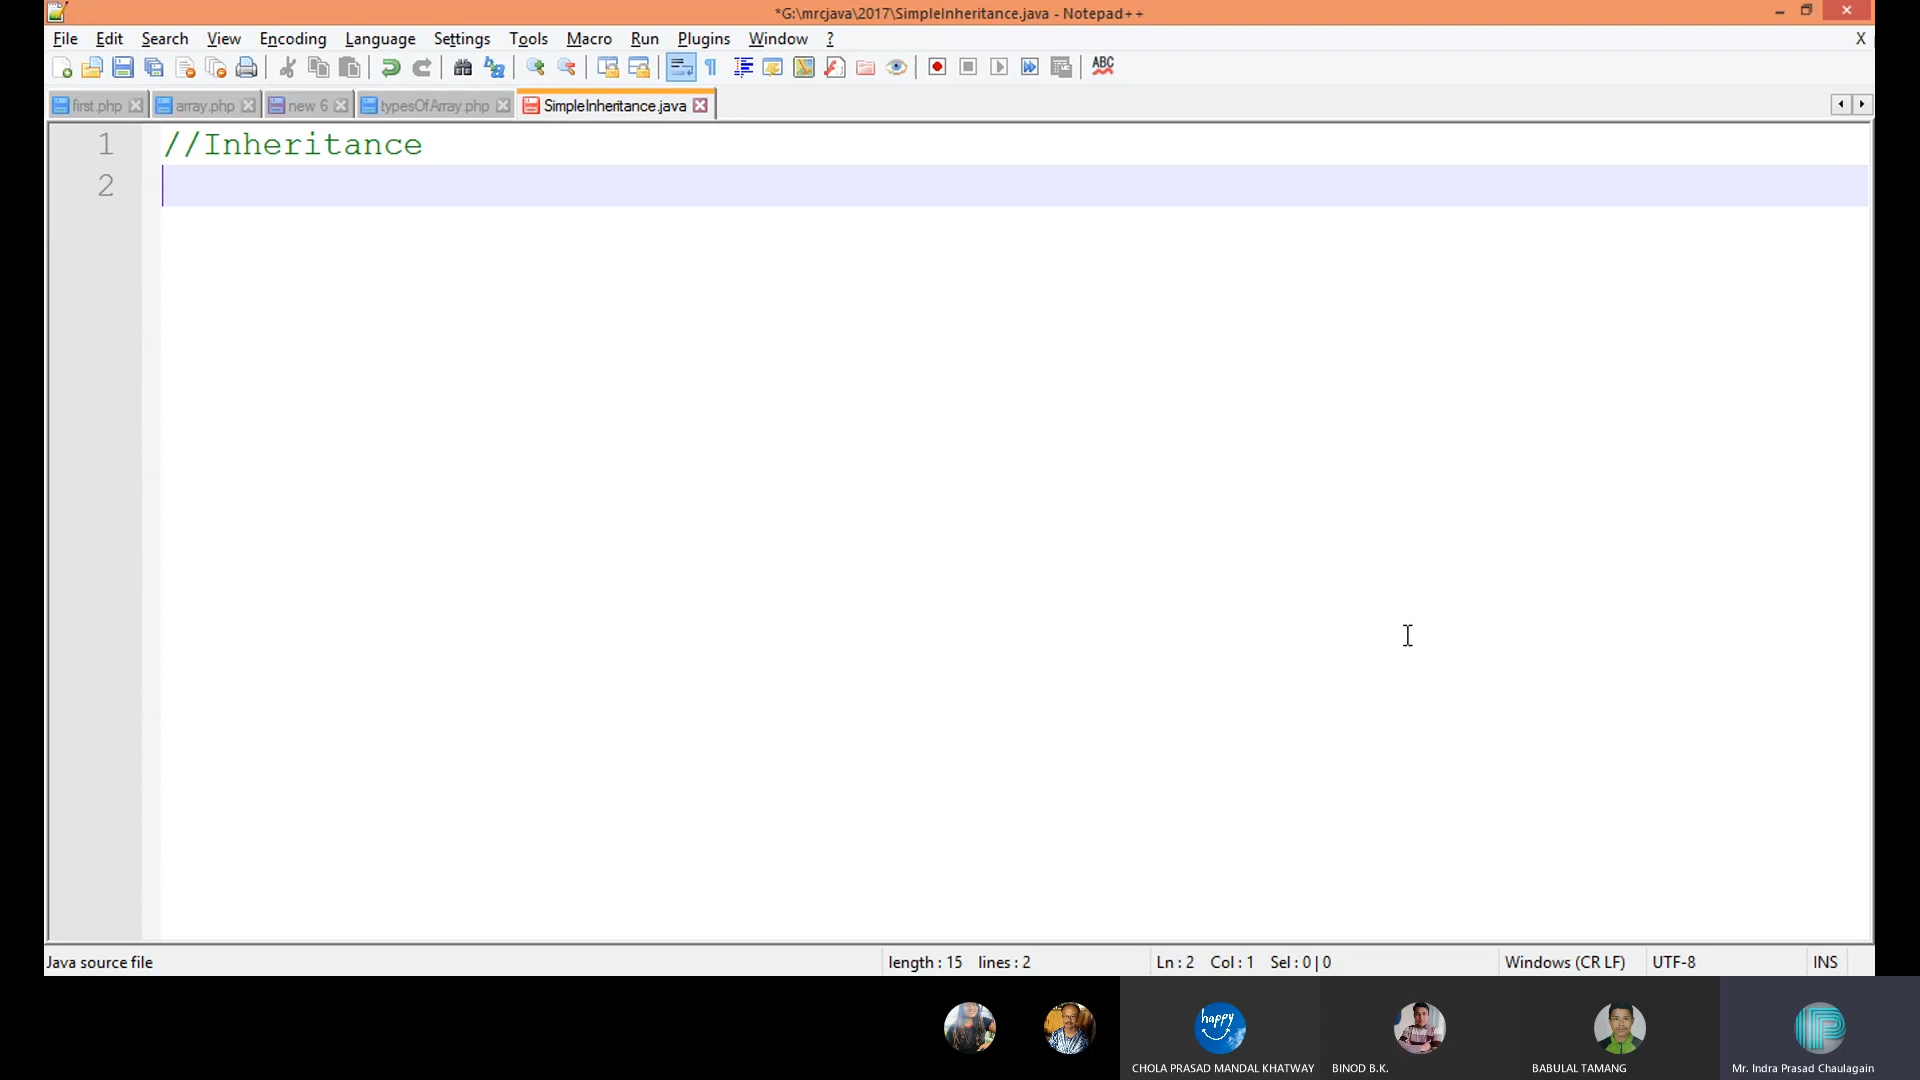 *G:\mrcjava\2017\SimpleInheritance.java - Notepad++
File Edit Search View Encoding Language Settings Tools Macro Run Plugins Window ? X
ABC
first.php array.php new 6 typesOfArray.php SimpleInheritance.java
1 //Inheritance
2
Java source file length : 15 lines : 2 Ln : 2 Col : 1 Sel : 0 | 0 Windows (CR LF) UTF-8 INS
happy
CHOLA PRASAD MANDAL KHATWAY BINOD B.K. BABULAL TAMANG Mr. Indra Prasad Chaulagain